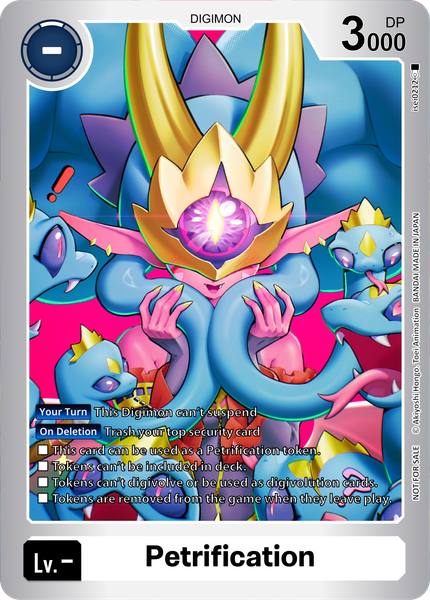 DIGIMON
-
3000
DP
isei0212
Your Turn This Digimon can't suspend
On Deletion Trash your top security card
■ This card can be used as a Petrification token.
■ Tokens can't be included in deck.
■ Tokens can't digivolve or be used as digivolution cards.
■ Tokens are removed from the game when they leave play.
NOT FOR SALE © Akiyoshi Hongo, Toei Animation BANDAI MADE IN JAPAN
Lv.-
Petrification